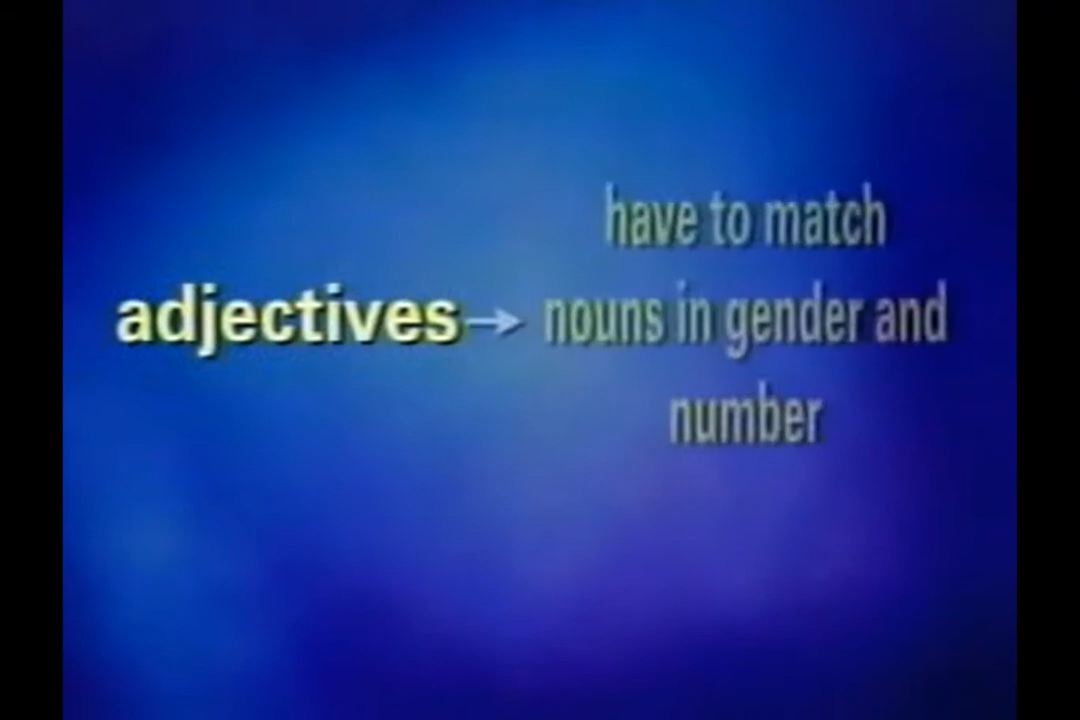 have to match
adjectives → nouns in gender and
number